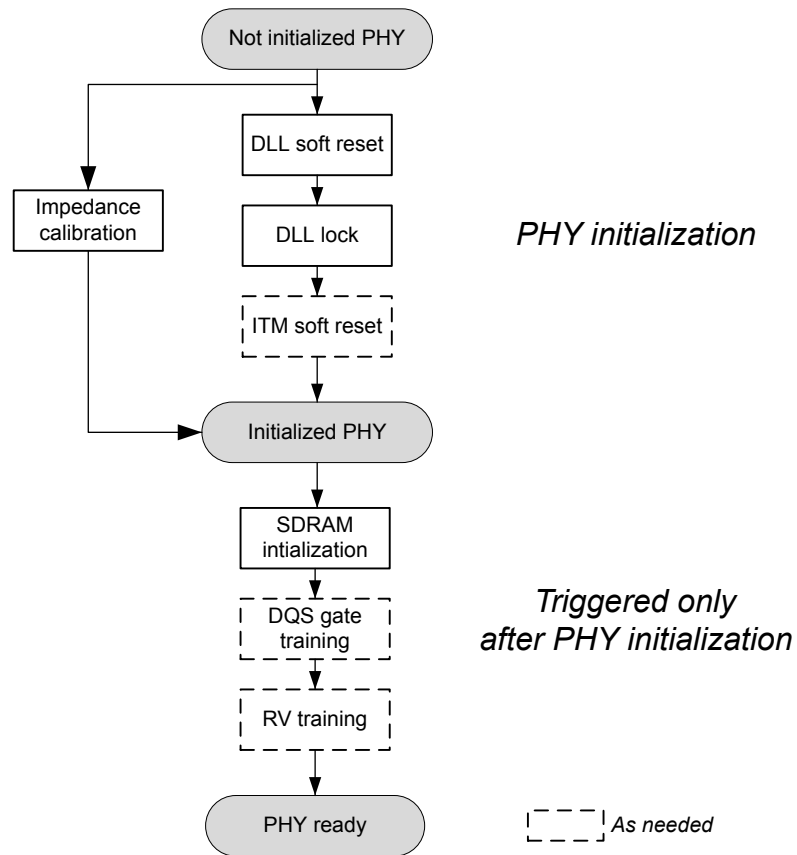 Not initialized PHY
DLL soft reset
Impedance
calibration
DLL lock
PHY initialization
ITM soft reset
Initialized PHY
SDRAM
intialization
DQS gate
training
Triggered only
after PHY initialization
RV training
PHY ready
As needed